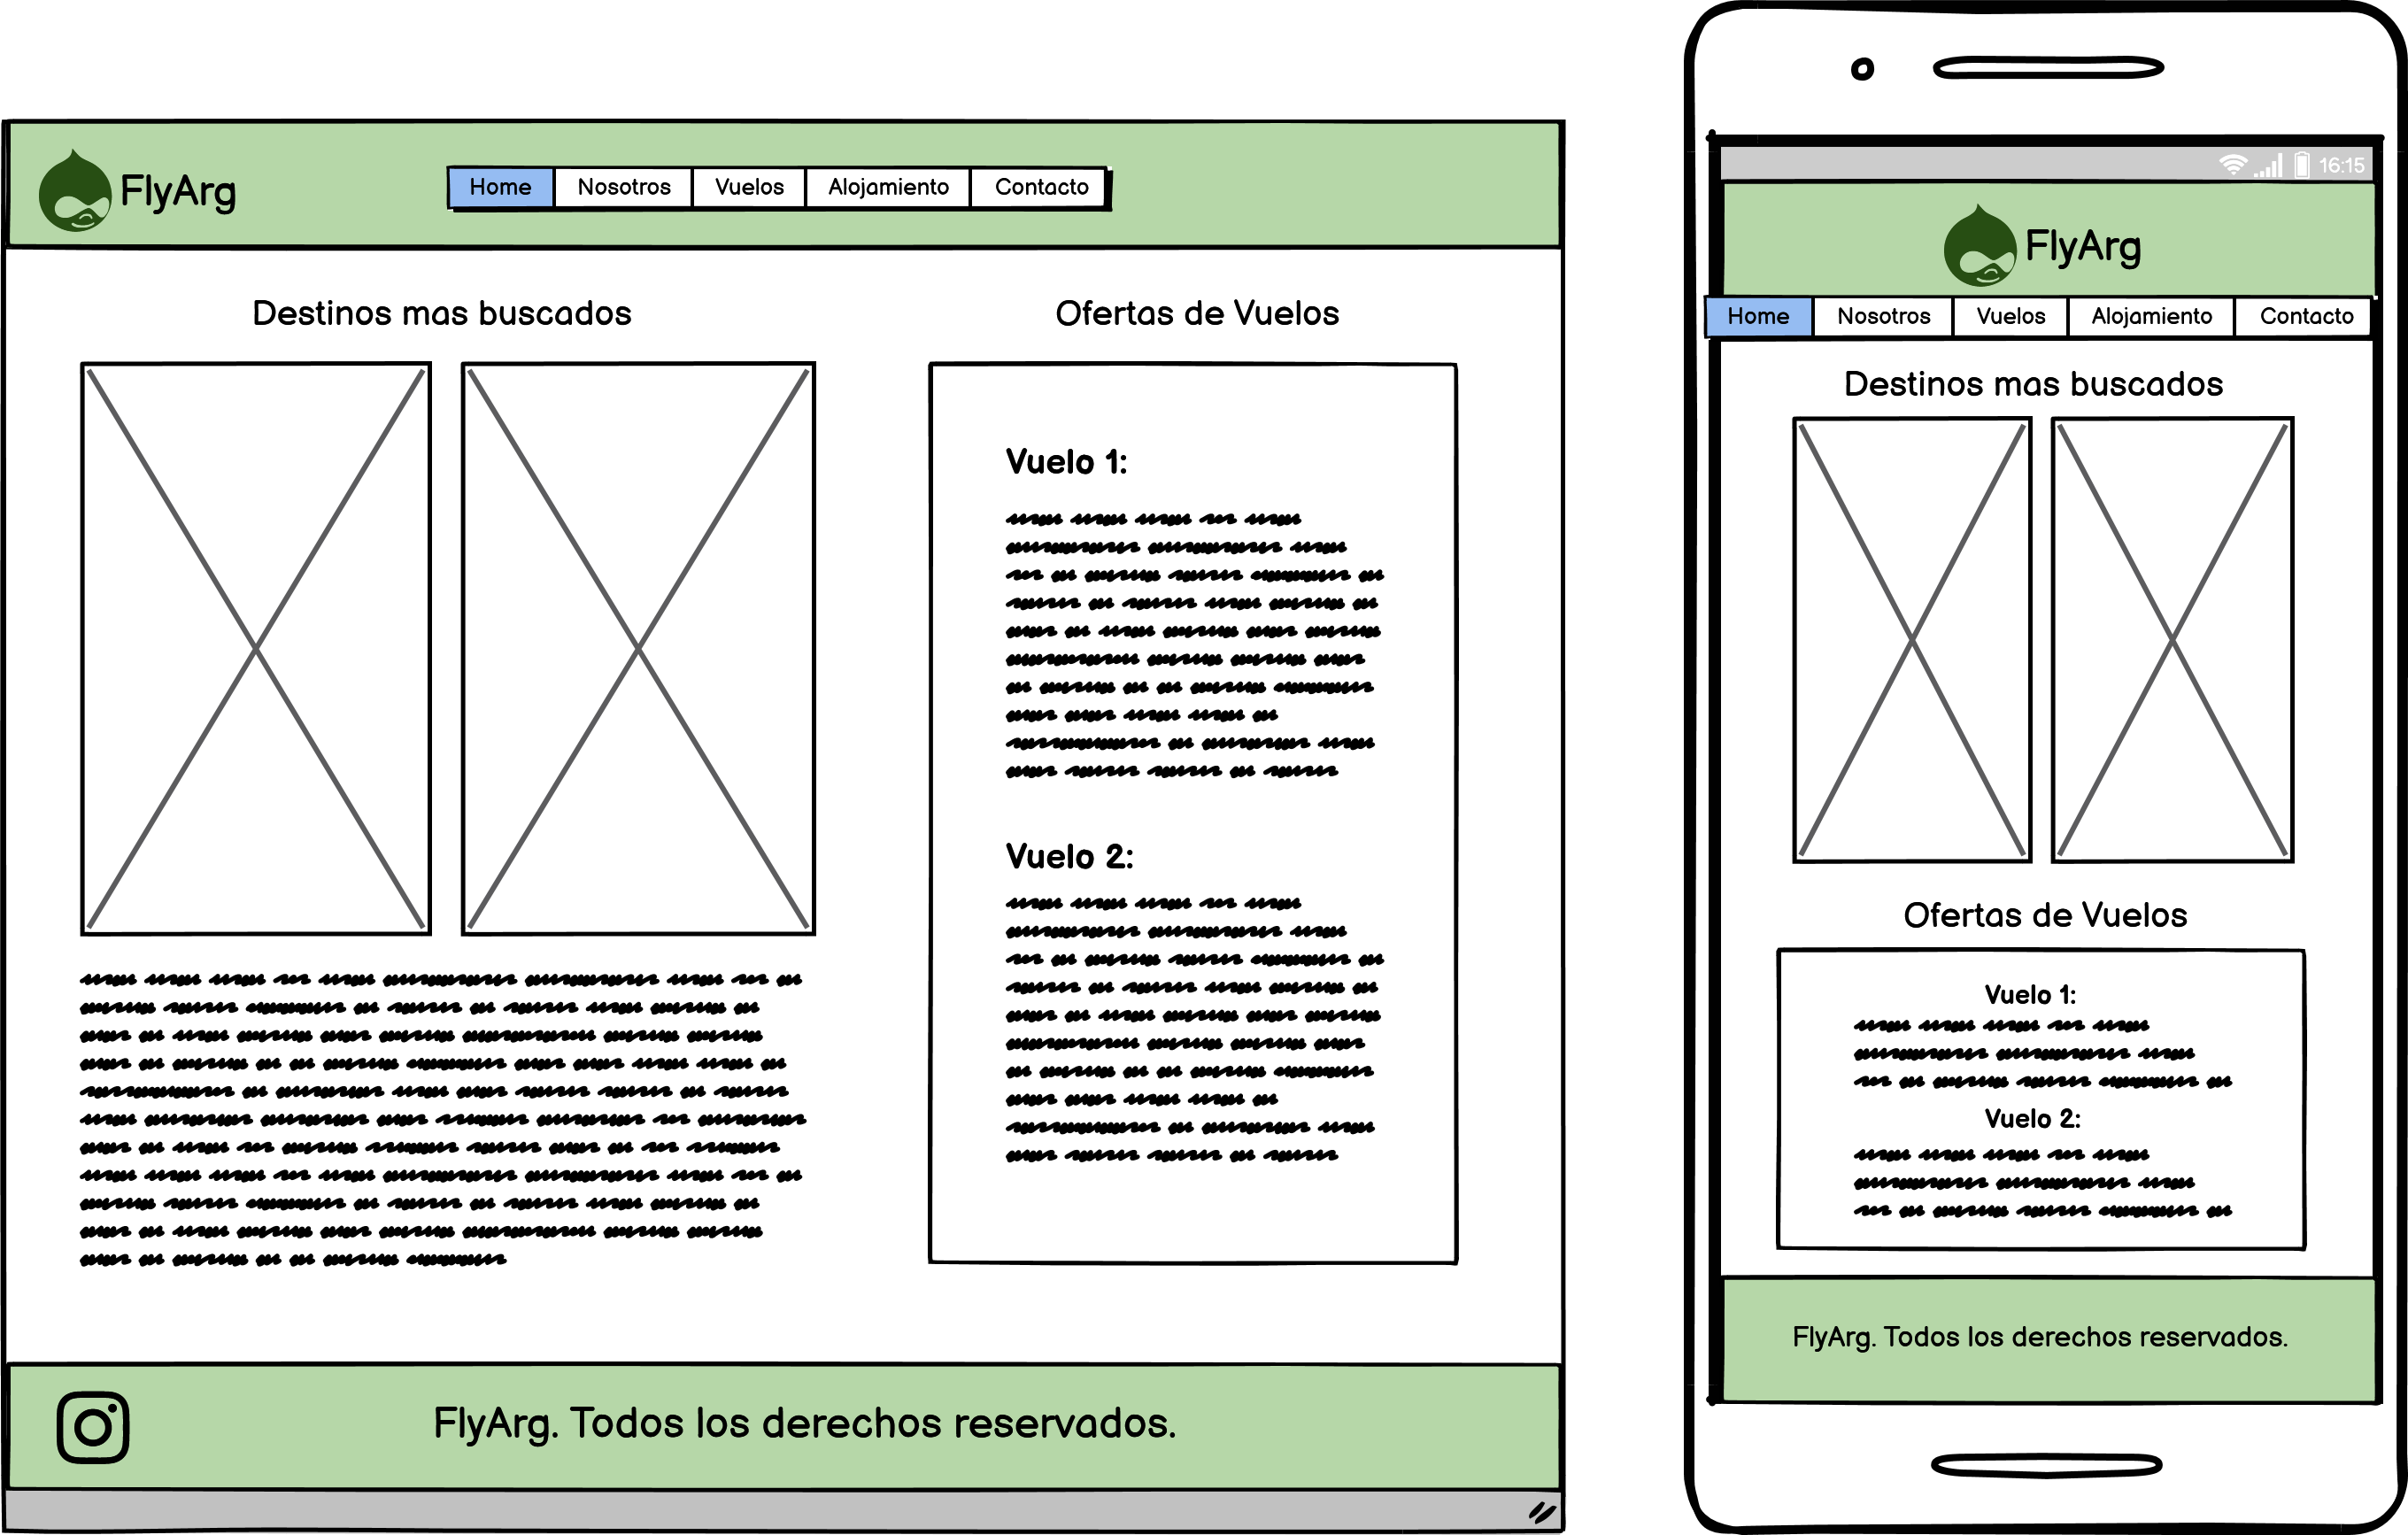 FlyArg
Home Nosotros Vuelos Alojamiento Contacto
Destinos mas buscados
Ofertas de Vuelos
Vuelo 1:
Vuelo 2:
FlyArg. Todos los derechos reservados.
16:15
FlyArg
Home Nosotros Vuelos Alojamiento Contacto
Destinos mas buscados
Ofertas de Vuelos
Vuelo 1:
Vuelo 2:
FlyArg. Todos los derechos reservados.